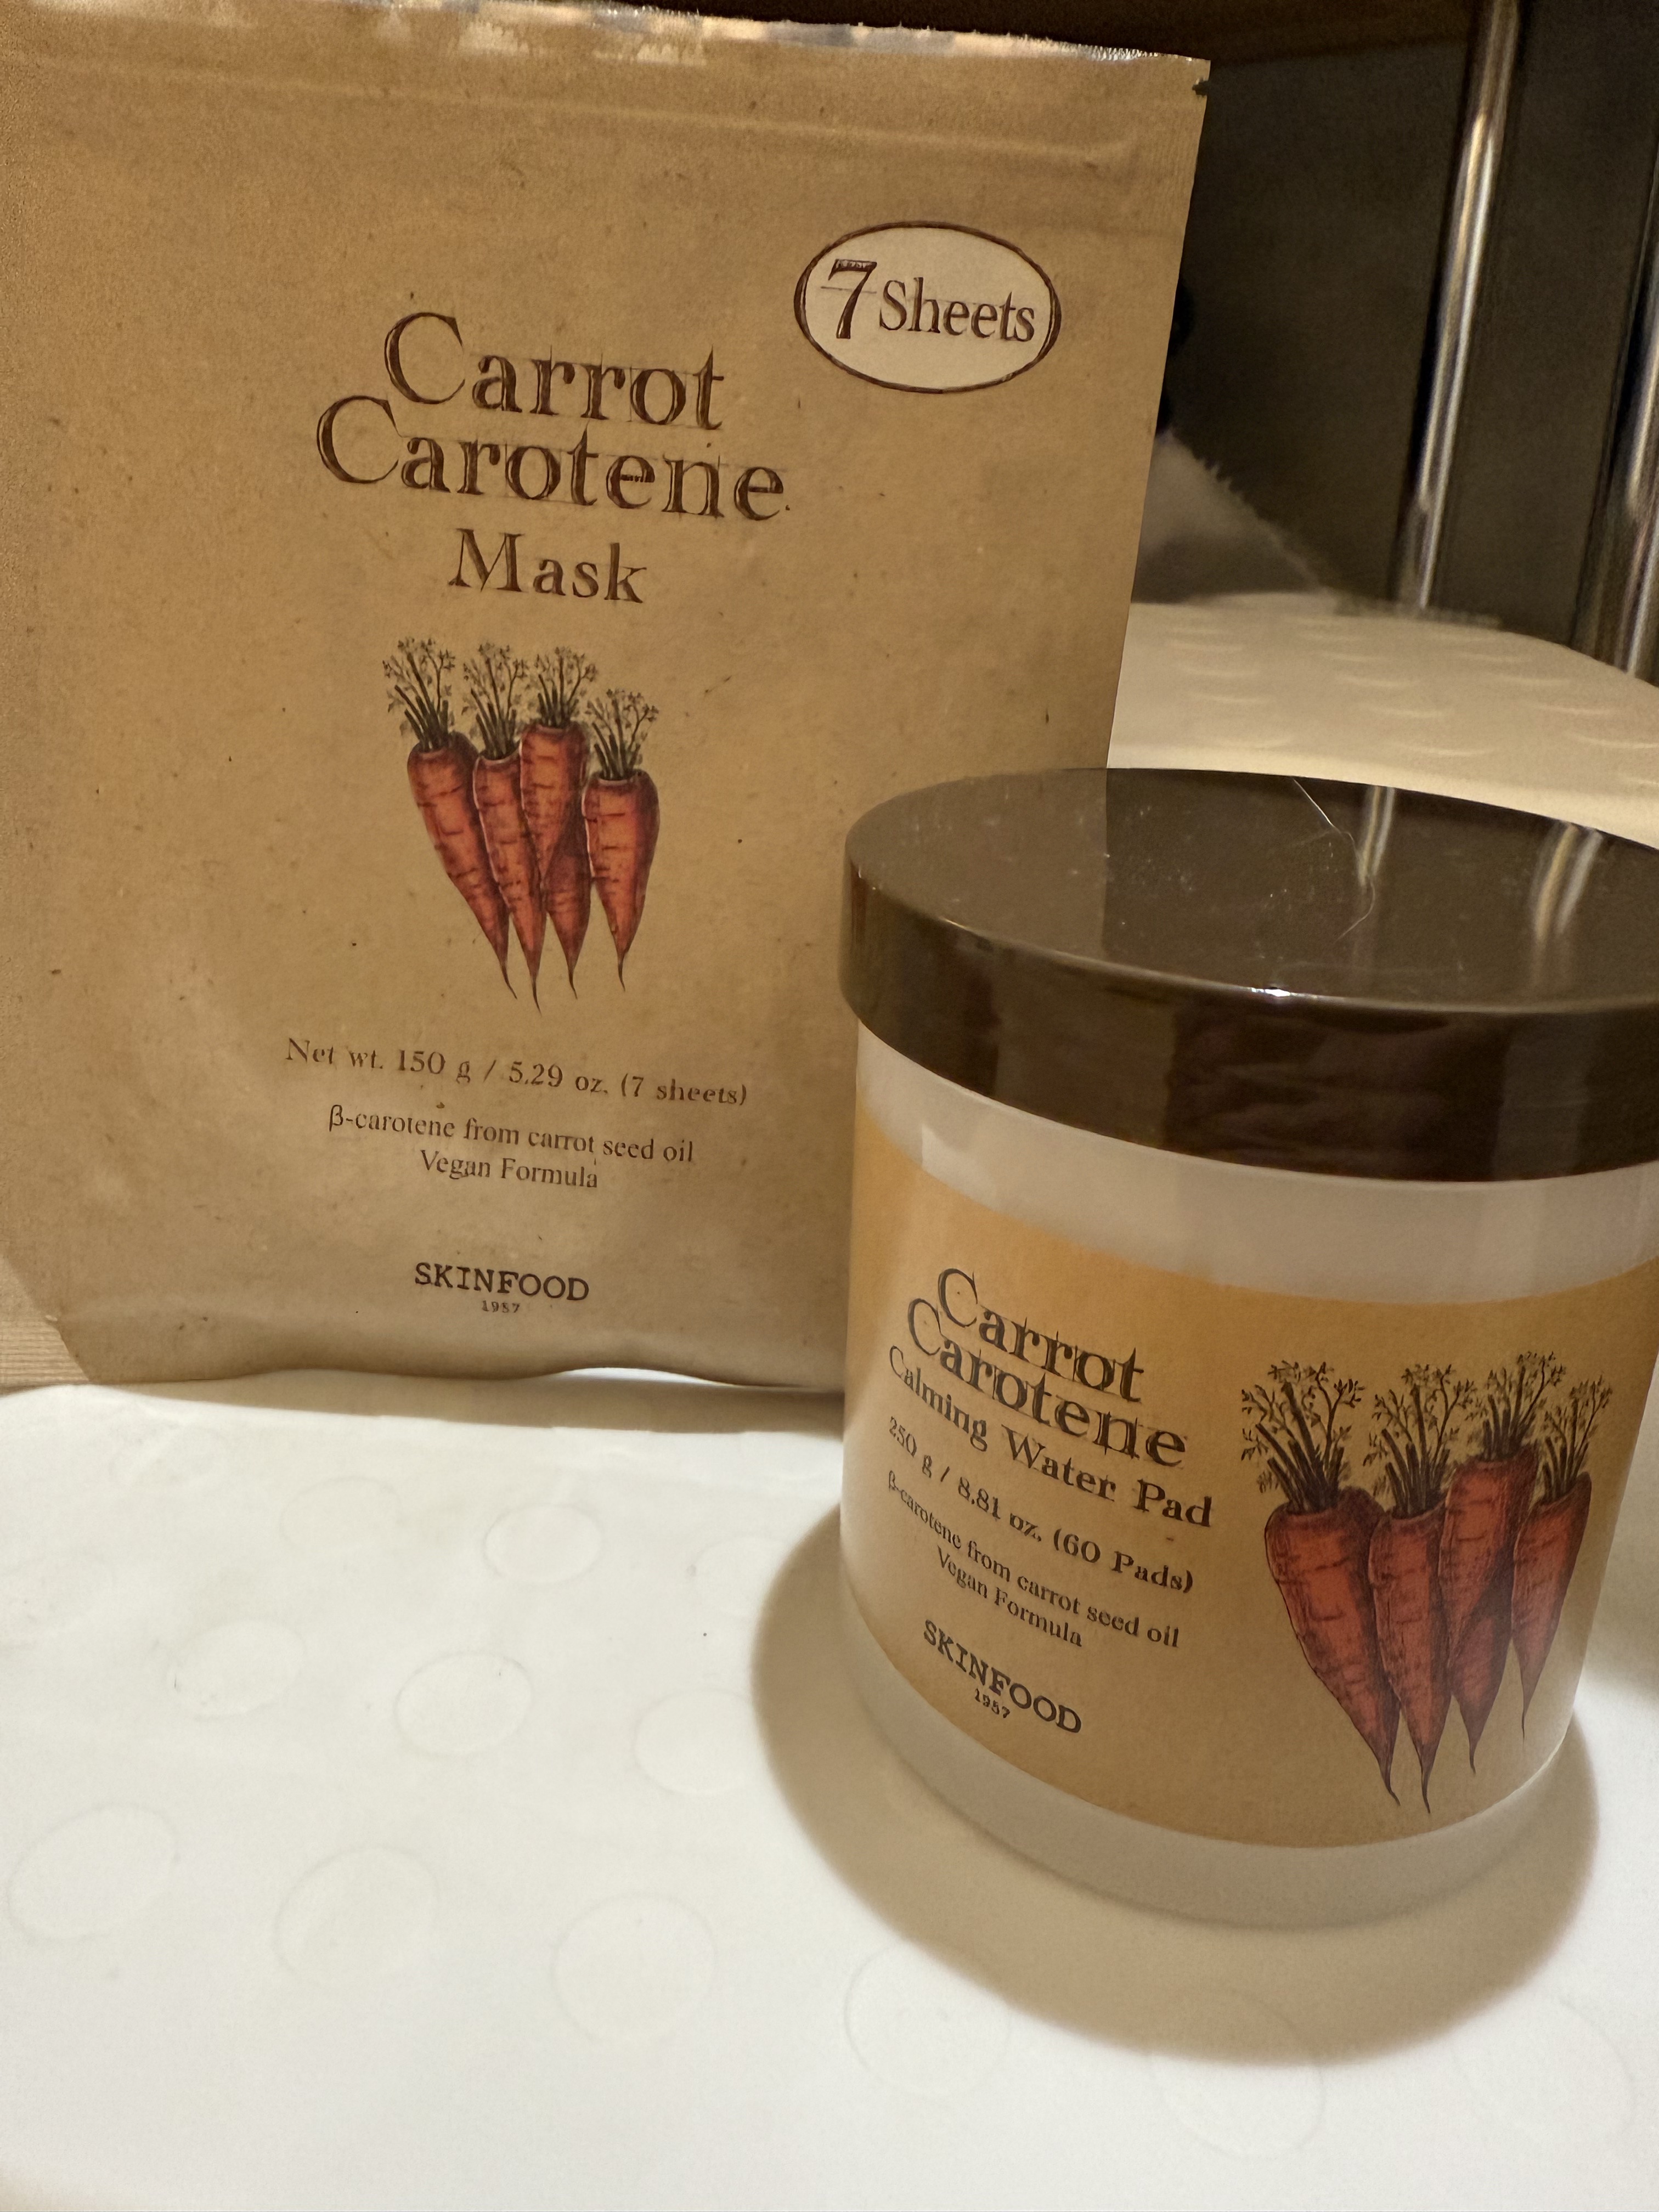 7 Sheets
Carrot
Carotene
Mask
Net wt. 150 g / 5.29 oz. (7 sheets)
β-carotene from carrot seed oil
Vegan Formula
SKINFOOD
1957
Carrot
Carotene
Calming Water Pad
250 g / 8.81 oz. (60 Pads)
β-carotene from carrot seed oil
Vegan Formula
SKINFOOD
1957